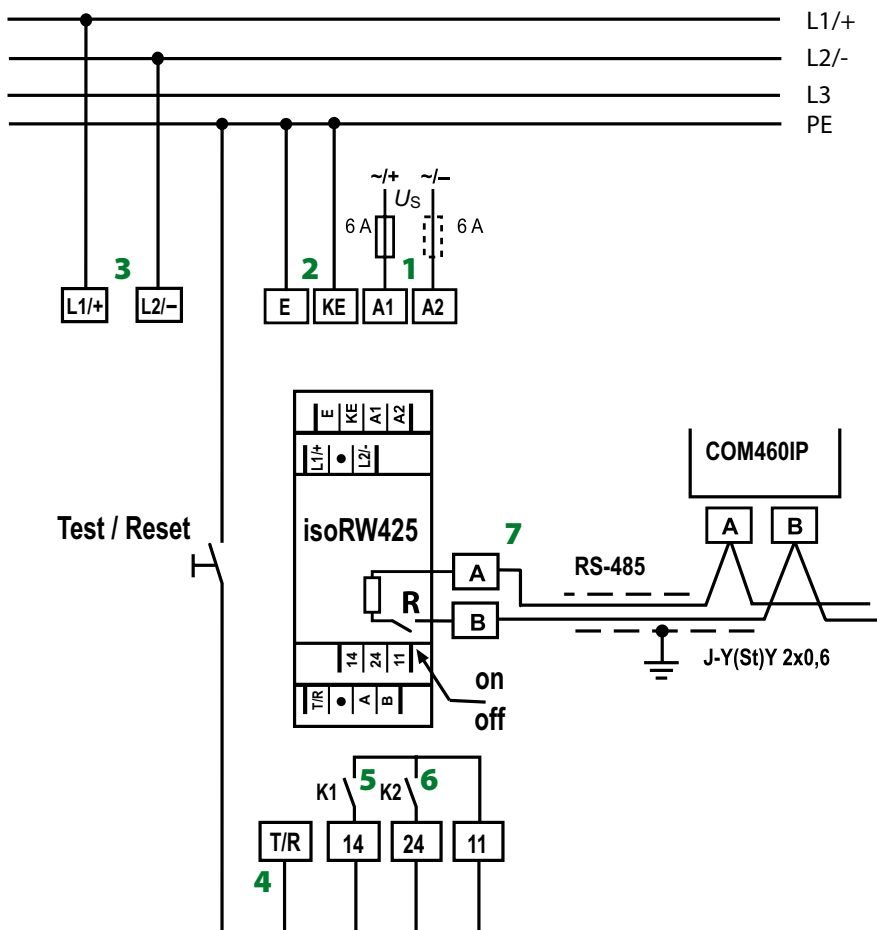 L1/+
L2/-
L3
PE
~/+ ~/–
US
6 A 6 A
3 2 1
L1/+ L2/– E KE A1 A2
E KE A1 A2
L1/+ L2/-
COM460IP
A B
Test / Reset
isoRW425
7
A
RS-485
R
B
14 24 11
J-Y(St)Y 2x0,6
on
off
T/R A B
K1 5 K2 6
T/R 14 24 11
4